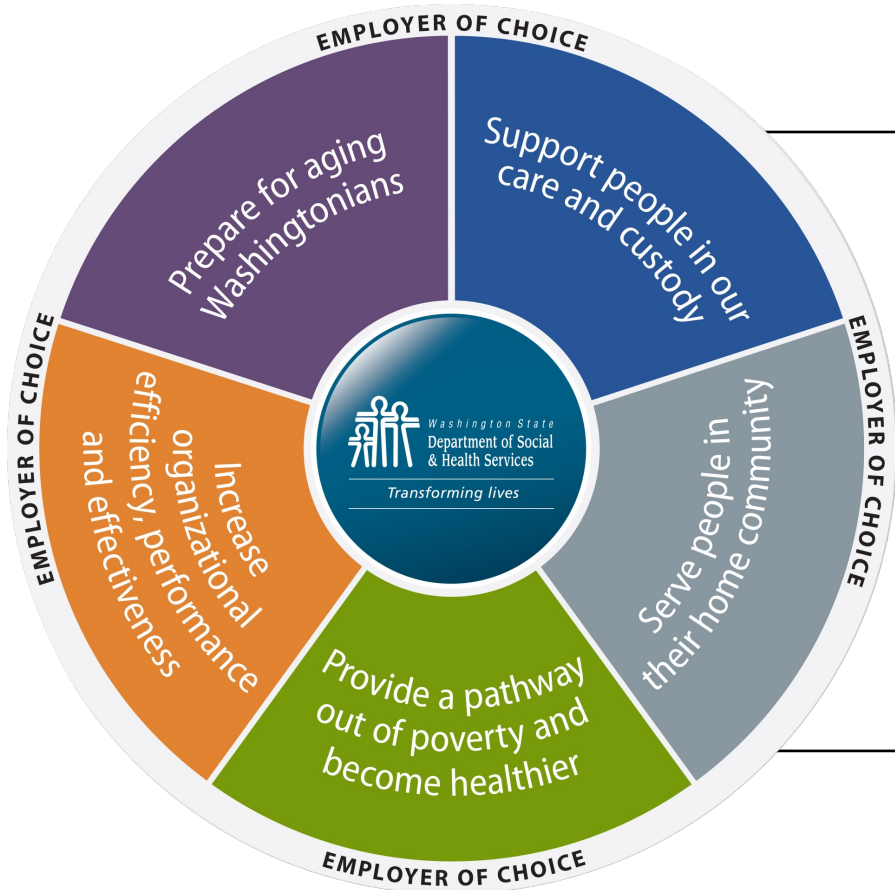 EMPLOYER OF CHOICE
Prepare for aging
Washingtonians
Support people in our
care and custody
EMPLOYER OF CHOICE
EMPLOYER OF CHOICE
Increase
organizational
efficiency, performance
and effectiveness
Washington State
Department of Social
& Health Services
Transforming lives
Serve people in
their home community
Provide a pathway
out of poverty and
become healthier
EMPLOYER OF CHOICE